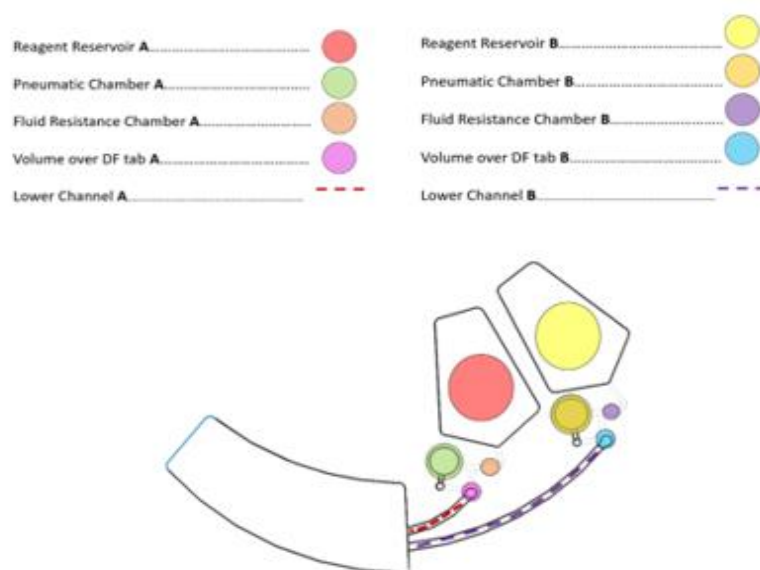 Reagent Reservoir A
Pneumatic Chamber A
Fluid Resistance Chamber A
Volume over DF tab A
Lower Channel A
Reagent Reservoir B
Pneumatic Chamber B
Fluid Resistance Chamber B
Volume over DF tab B
Lower Channel B